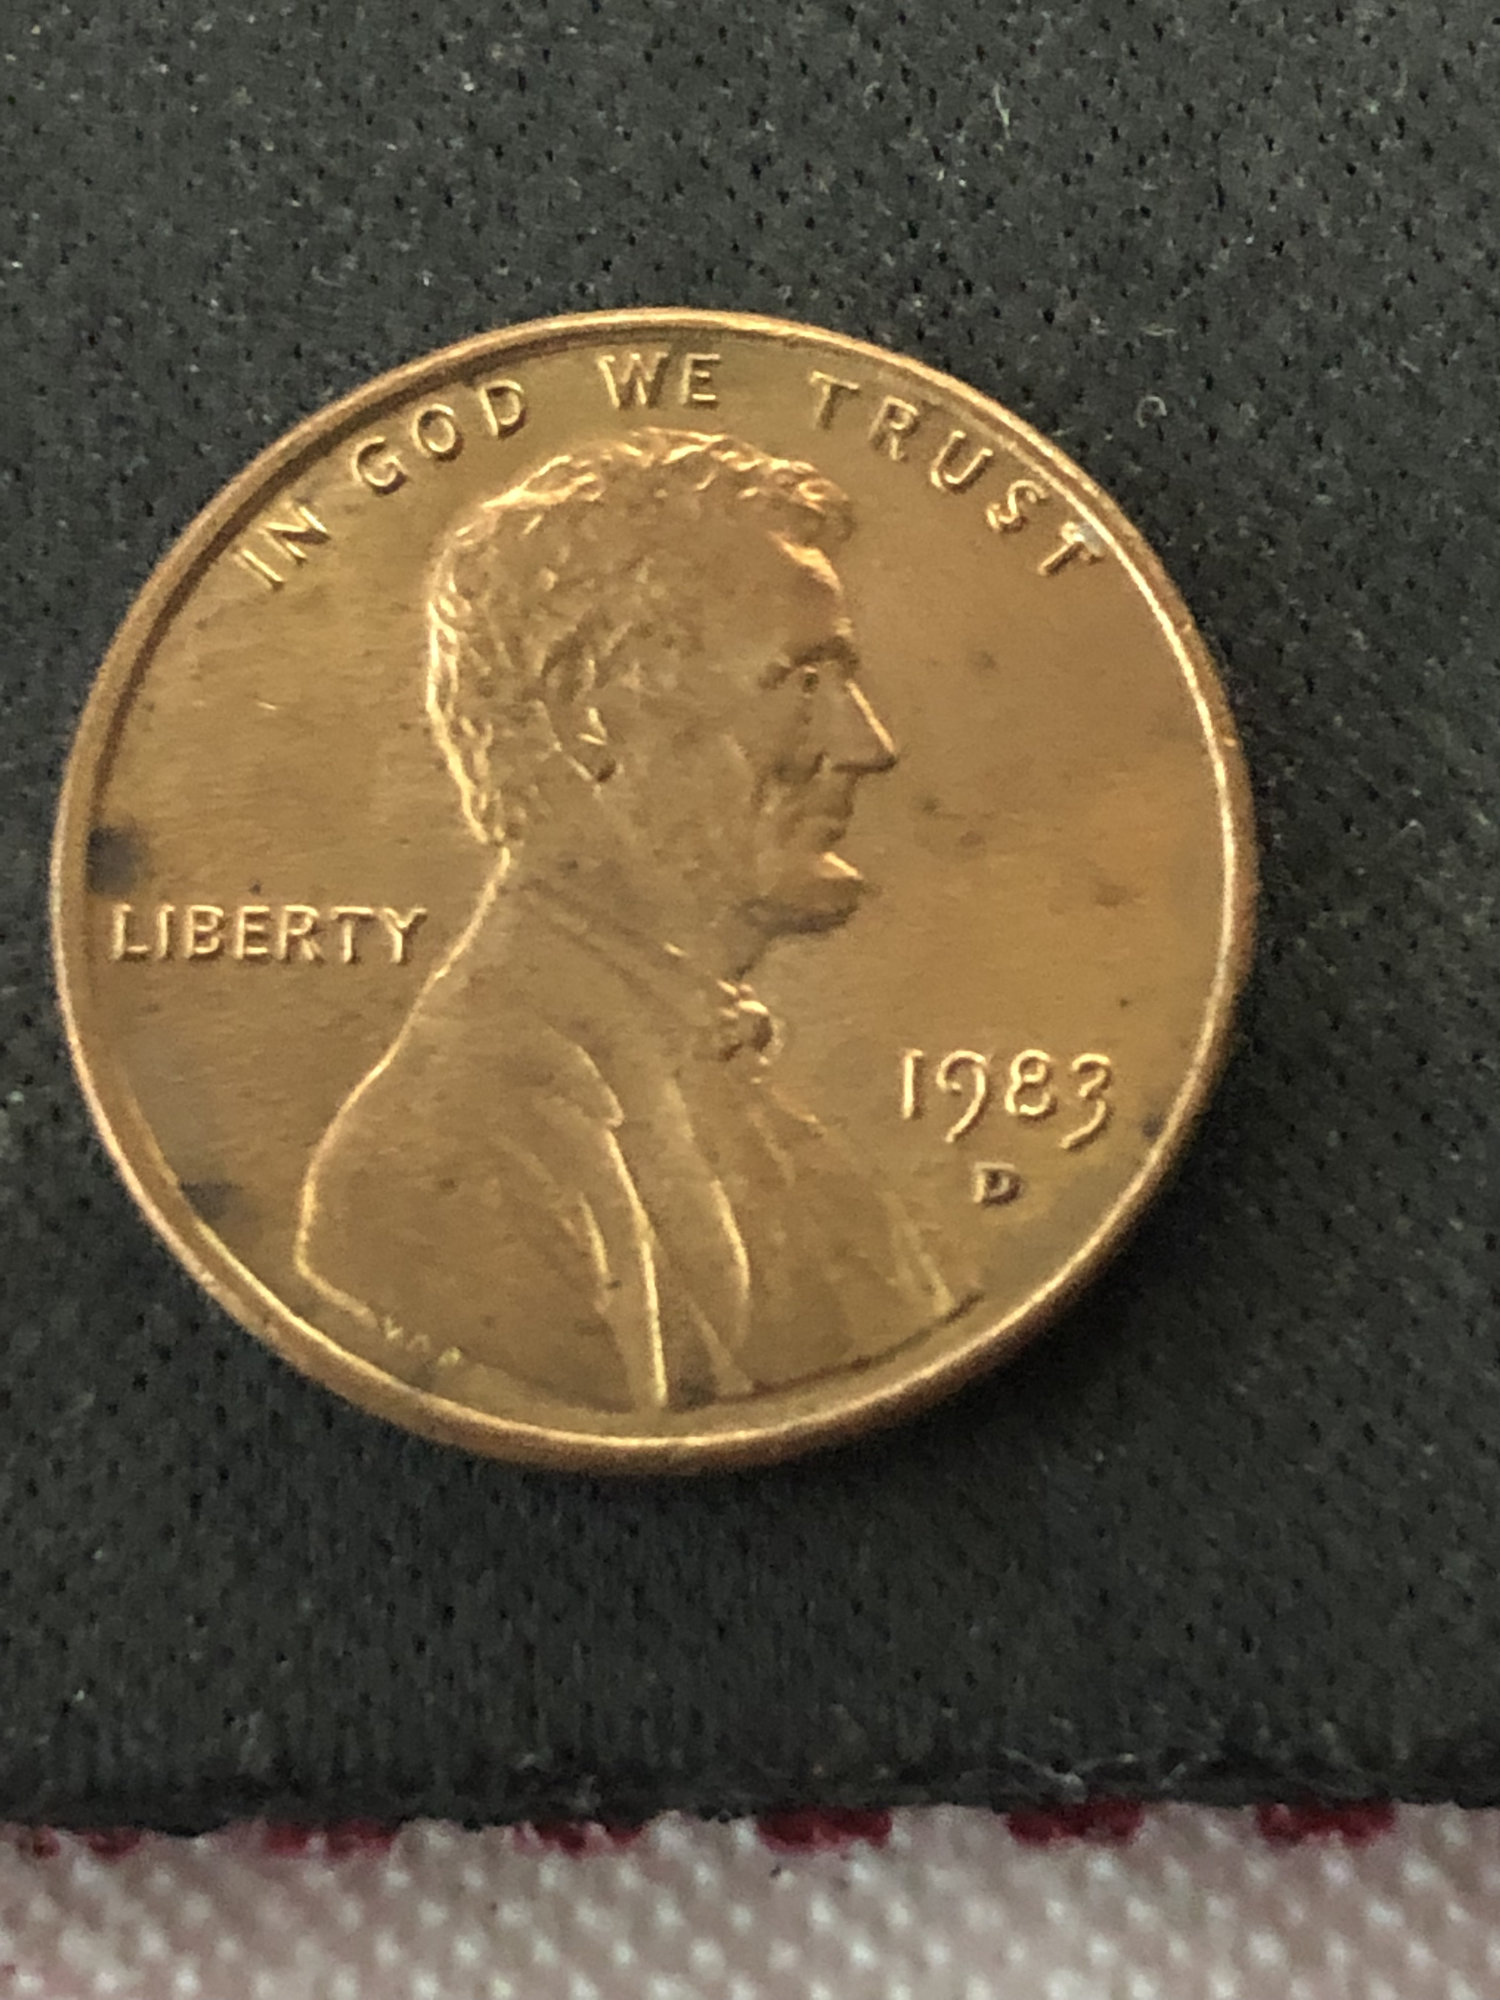 IN GOD WE TRUST
LIBERTY
1983
D